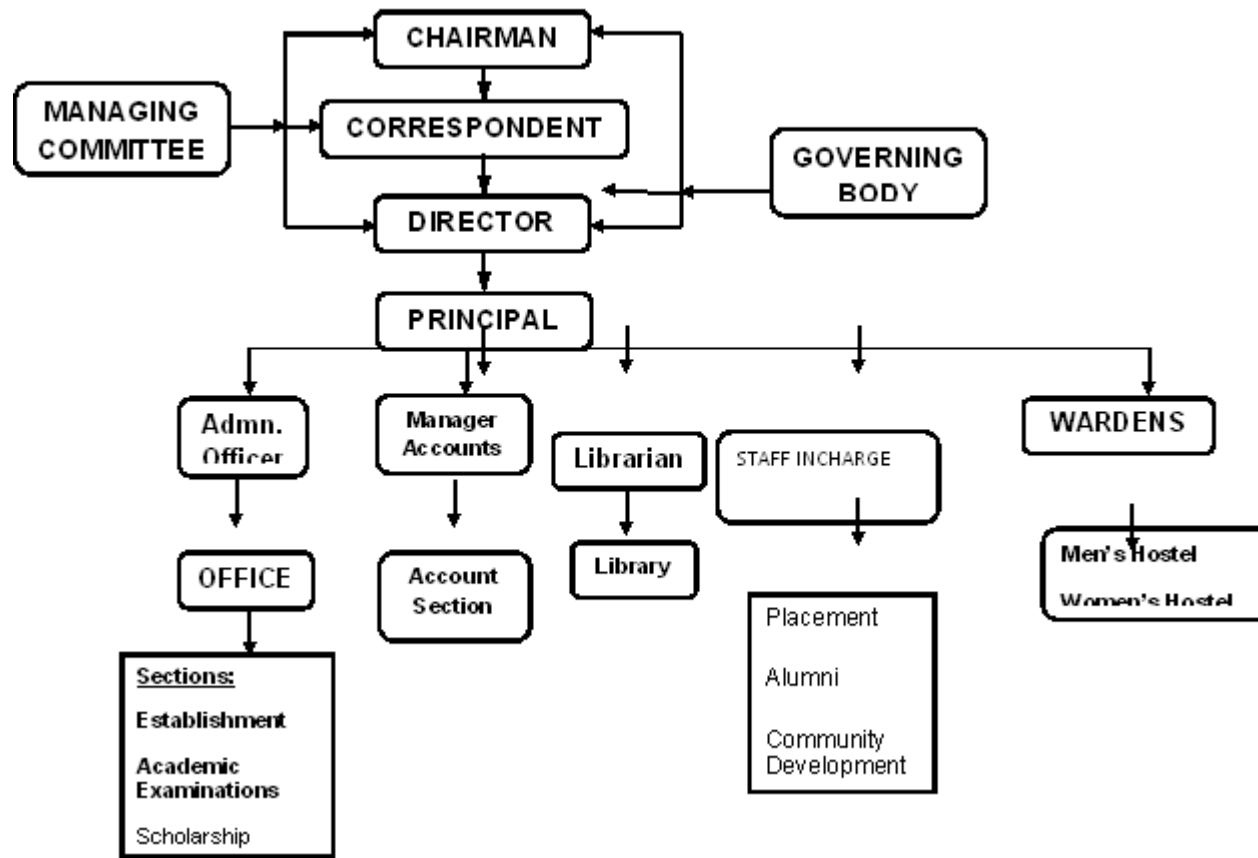 CHAIRMAN
MANAGING
COMMITTEE
CORRESPONDENT
GOVERNING
BODY
DIRECTOR
PRINCIPAL
Admn.
Officer
Manager
Accounts
Librarian
STAFF INCHARGE
WARDENS
OFFICE
Account
Section
Library
Men's Hostel
Women's Hostel
Sections:
Establishment
Academic
Examinations
Scholarship
Placement
Alumni
Community
Development